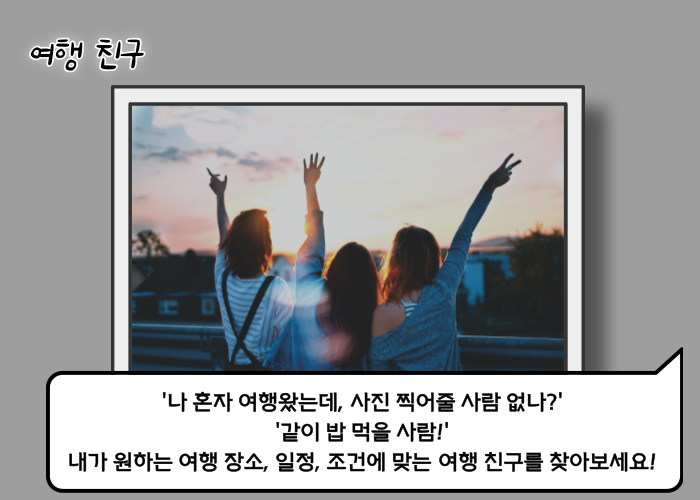 여행 친구
'나 혼자 여행왔는데, 사진 찍어줄 사람 없나?'
'같이 밥 먹을 사람!'
내가 원하는 여행 장소, 일정, 조건에 맞는 여행 친구를 찾아보세요!